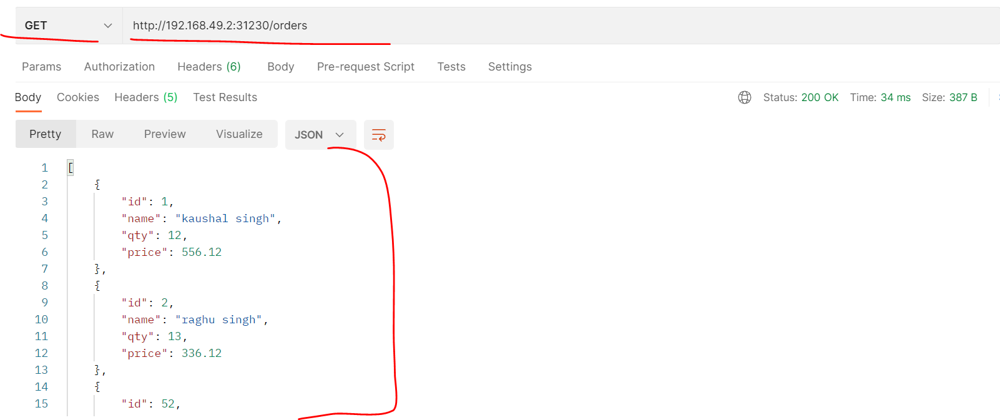 GET http://192.168.49.2:31230/orders
Params Authorization Headers (6) Body Pre-request Script Tests Settings
Body Cookies Headers (5) Test Results Status: 200 OK Time: 34 ms Size: 387 B
Pretty Raw Preview Visualize JSON
1 [
2 {
3 "id": 1,
4 "name": "kaushal singh",
5 "qty": 12,
6 "price": 556.12
7 },
8 {
9 "id": 2,
10 "name": "raghu singh",
11 "qty": 13,
12 "price": 336.12
13 },
14 {
15 "id": 52,